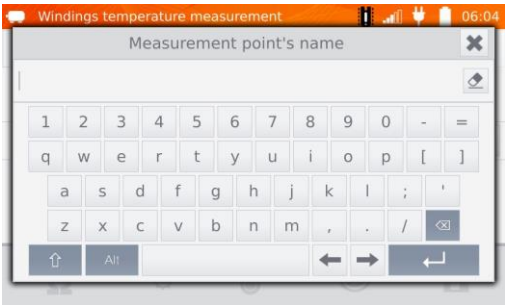 Windings temperature measurement 06:04
Measurement point's name
1 2 3 4 5 6 7 8 9 0 - =
q w e r t y u i o p [ ]
a s d f g h j k l ; '
z x c v b n m , . /
Alt